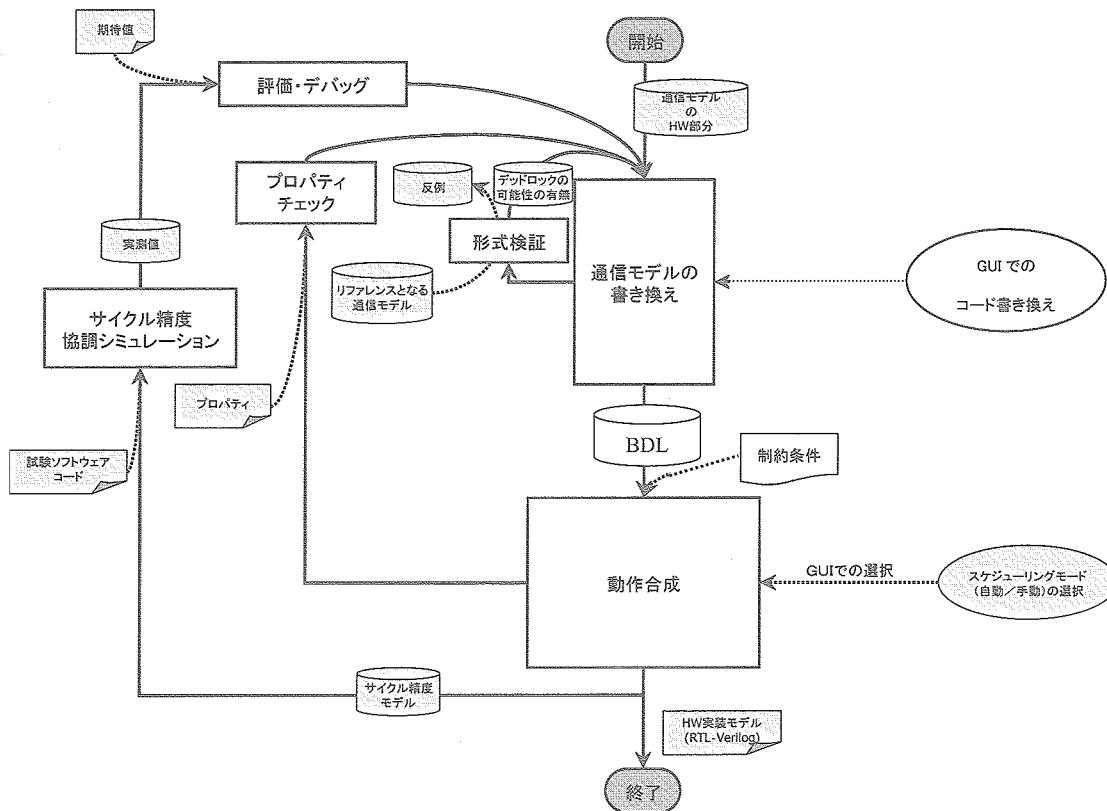 期待値
開始
評価・デバッグ
通信モデル
の
HW部分
プロパティ
チェック
反例
デッドロックの
可能性の有無
形式検証
実測値
リファレンスとなる
通信モデル
通信モデルの
書き換え
GUI での
コード書き換え
サイクル精度
協調シミュレーション
プロパティ
BDL
制約条件
試験ソフトウェア
コード
動作合成
GUIでの選択
スケジューリングモード
(自動／手動)の選択
サイクル精度
モデル
HW実装モデル
(RTL-Verilog)
終了